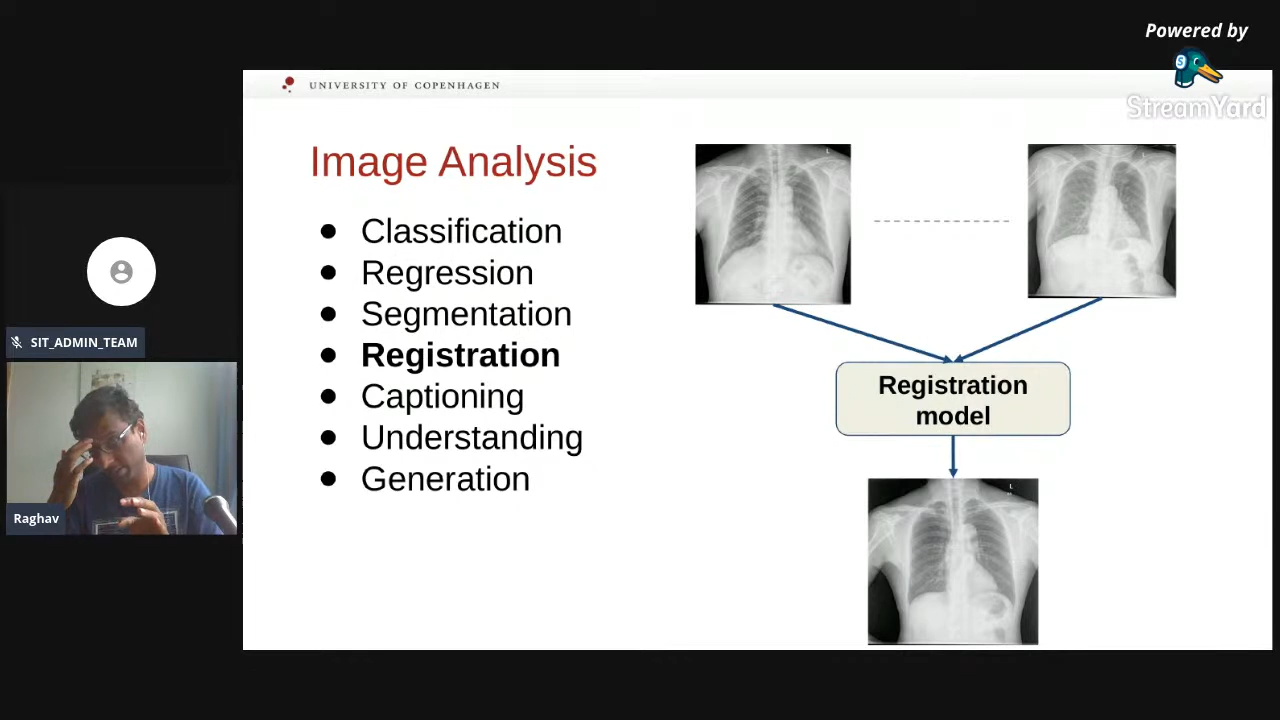 Powered by
StreamYard
UNIVERSITY OF COPENHAGEN
Image Analysis
Classification
Regression
Segmentation
Registration
Captioning
Understanding
Generation
L
L
Registration
model
L
SIT_ADMIN_TEAM
Raghav